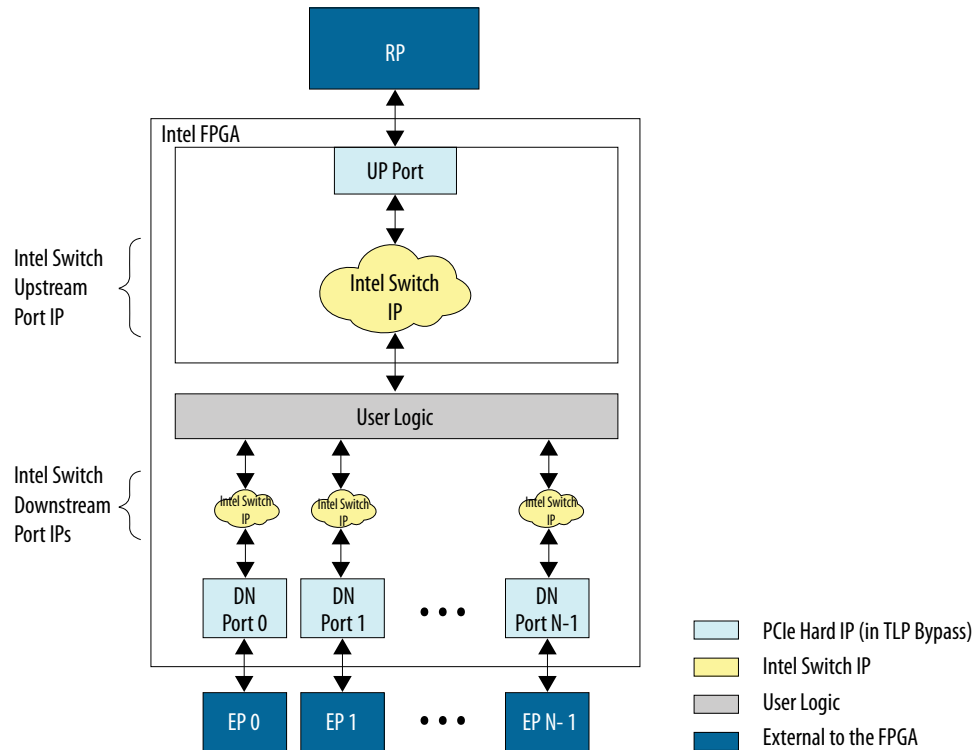 RP
Intel FPGA
UP Port
Intel Switch
Upstream
Port IP
Intel Switch
IP
User Logic
Intel Switch
Downstream
Port IPs
Intel Switch
IP
Intel Switch
IP
Intel Switch
IP
DN
Port 0
DN
Port 1
• • •
DN
Port N-1
EP 0
EP 1
• • •
EP N- 1
PCIe Hard IP (in TLP Bypass)
Intel Switch IP
User Logic
External to the FPGA